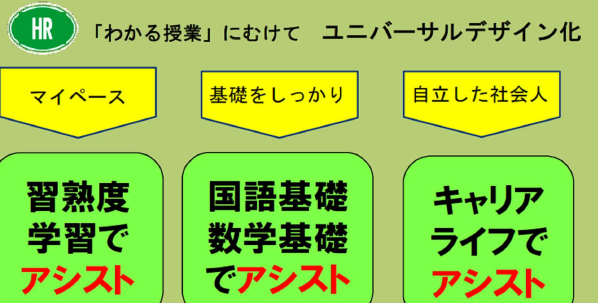 HR 「わかる授業」にむけて ユニバーサルデザイン化
マイペース
基礎をしっかり
自立した社会人
習熟度
学習で
アシスト
国語基礎
数学基礎
でアシスト
キャリア
ライフで
アシスト